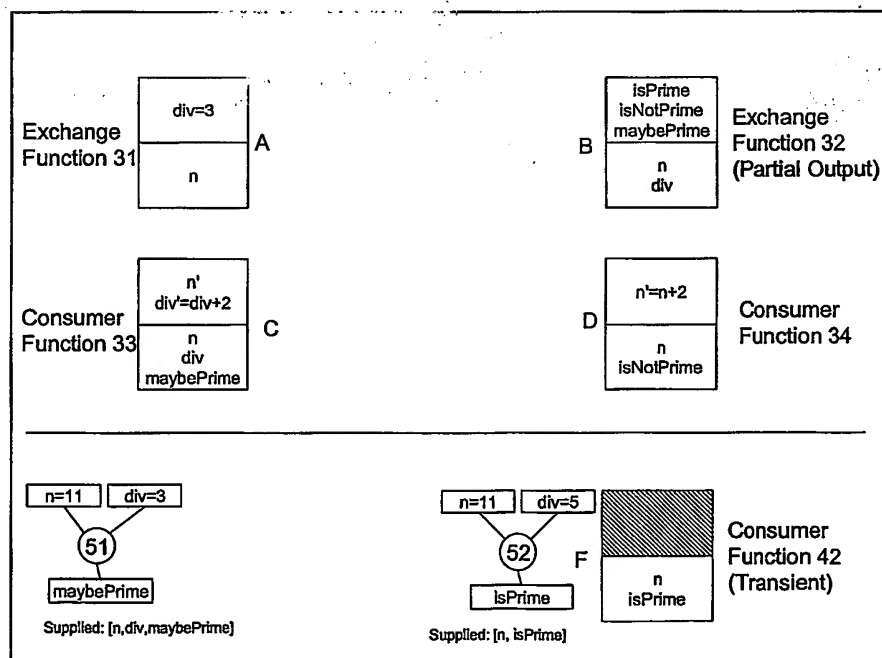 div=3
Exchange
Function 31
A
n
isPrime
isNotPrime
maybePrime
B
n
div
Exchange
Function 32
(Partial Output)
n'
div'=div+2
Consumer
Function 33
C
n
div
maybePrime
n'=n+2
D
n
isNotPrime
Consumer
Function 34
n=11
div=3
51
maybePrime
Supplied: [n,div,maybePrime]
n=11
div=5
52
isPrime
Supplied: [n, isPrime]
F
n
isPrime
Consumer
Function 42
(Transient)